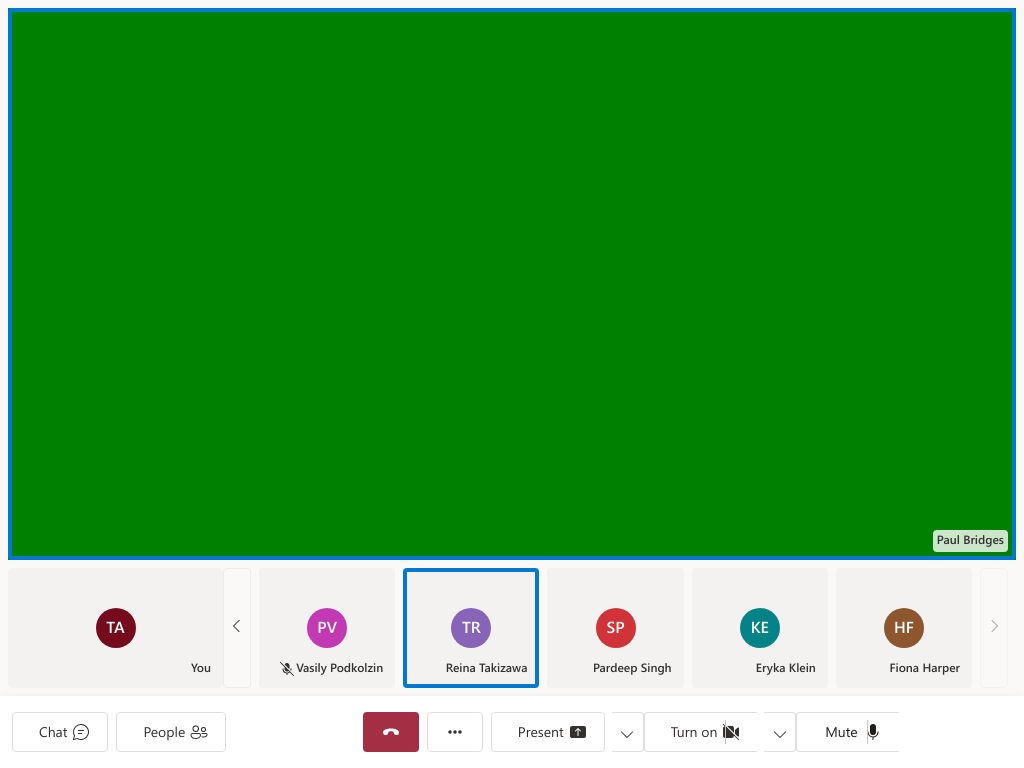 Paul Bridges
TA
You
PV
Vasily Podkolzin
TR
Reina Takizawa
SP
Pardeep Singh
KE
Eryka Klein
HF
Fiona Harper
Chat
People
Present
Turn on
Mute